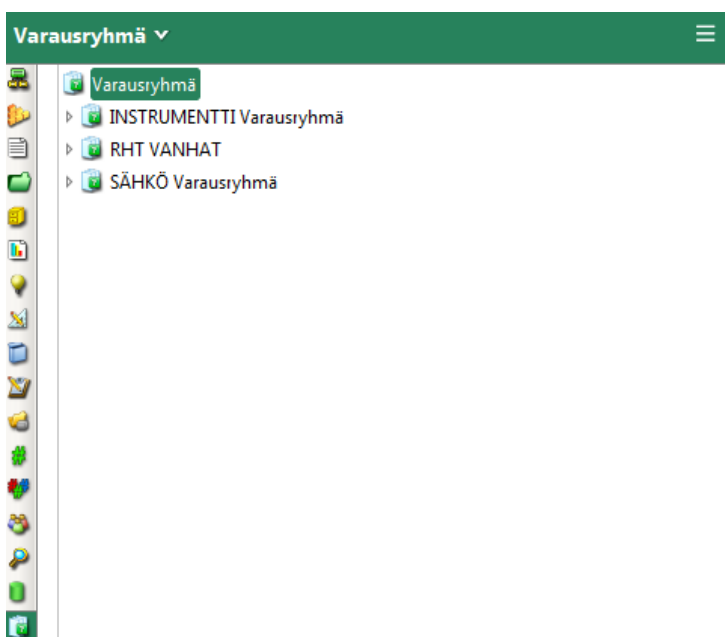 Varausryhmä
Varausryhmä
INSTRUMENTTI Varausryhmä
RHT VANHAT
SÄHKÖ Varausryhmä